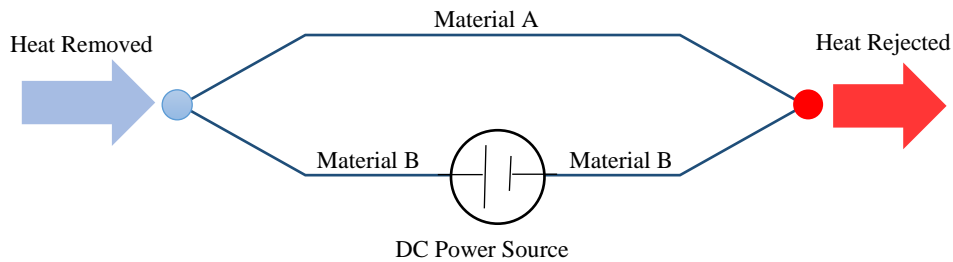 Material A
Heat Removed
Heat Rejected
Material B
Material B
DC Power Source